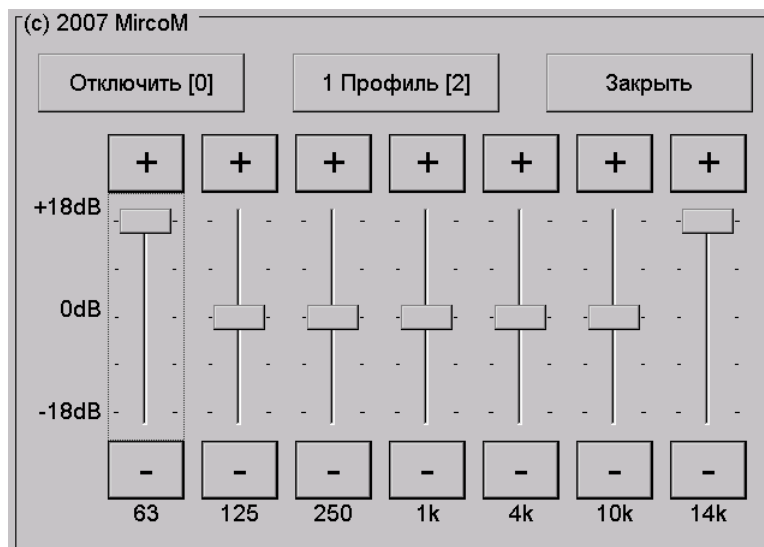 (c) 2007 MircoM
Отключить [0] 1 Профиль [2] Закрыть
+ + + + + + +
+18dB
0dB
-18dB
- - - - - - -
63 125 250 1k 4k 10k 14k